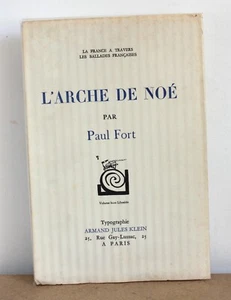 LA FRANCE A TRAVERS
LES BALLADES FRANÇAISES
L'ARCHE DE NOÉ
PAR
Paul Fort
Typographie
ARMAND JULES KLEIN
25, Rue Gay-Lussac, 25
A PARIS